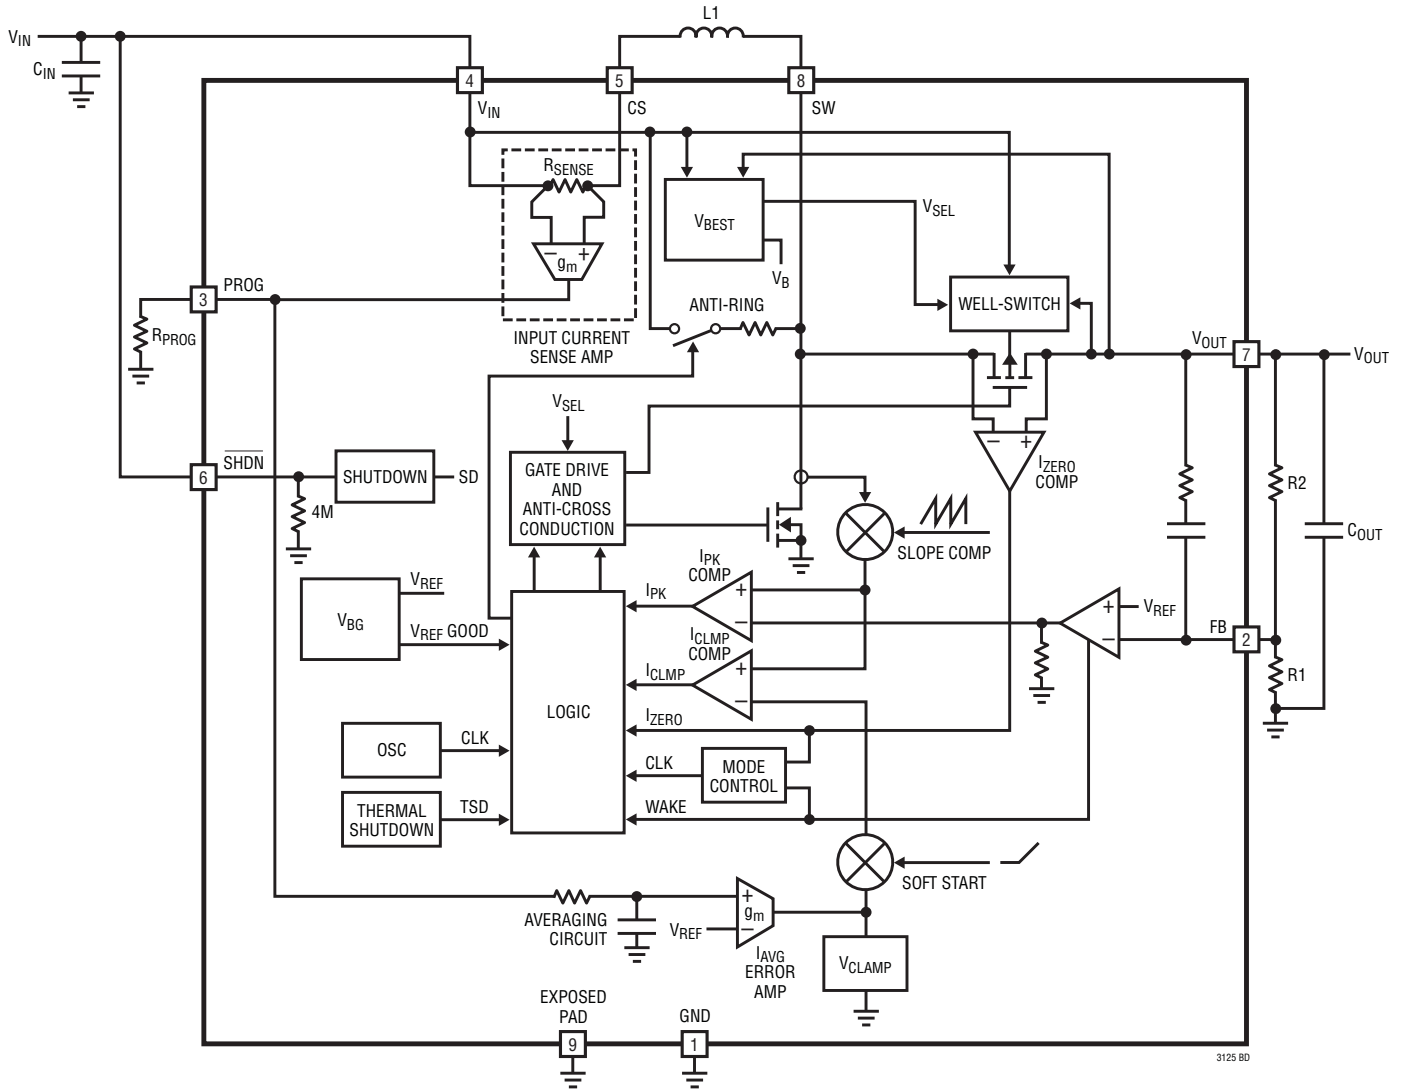 L1
VIN
CIN
4
5
8
VIN
CS
SW
RSENSE
VBEST
VSEL
VB
− +
gm
PROG
3
RPROG
INPUT CURRENT
SENSE AMP
ANTI-RING
WELL-SWITCH
VOUT
7
VOUT
VSEL
− +
IZERO
COMP
SHDN
6
SHUTDOWN
SD
4M
GATE DRIVE
AND
ANTI-CROSS
CONDUCTION
R2
COUT
SLOPE COMP
IPK
COMP
VREF
VBG
VREF GOOD
IPK
+
−
+
−
VREF
FB
2
ICLMP
COMP
ICLMP
+
−
R1
LOGIC
IZERO
OSC
CLK
CLK
MODE
CONTROL
THERMAL
SHUTDOWN
TSD
WAKE
SOFT START
AVERAGING
CIRCUIT
VREF
+
gm
−
IAVG
ERROR
AMP
VCLAMP
EXPOSED
PAD
GND
9
1
3125 BD